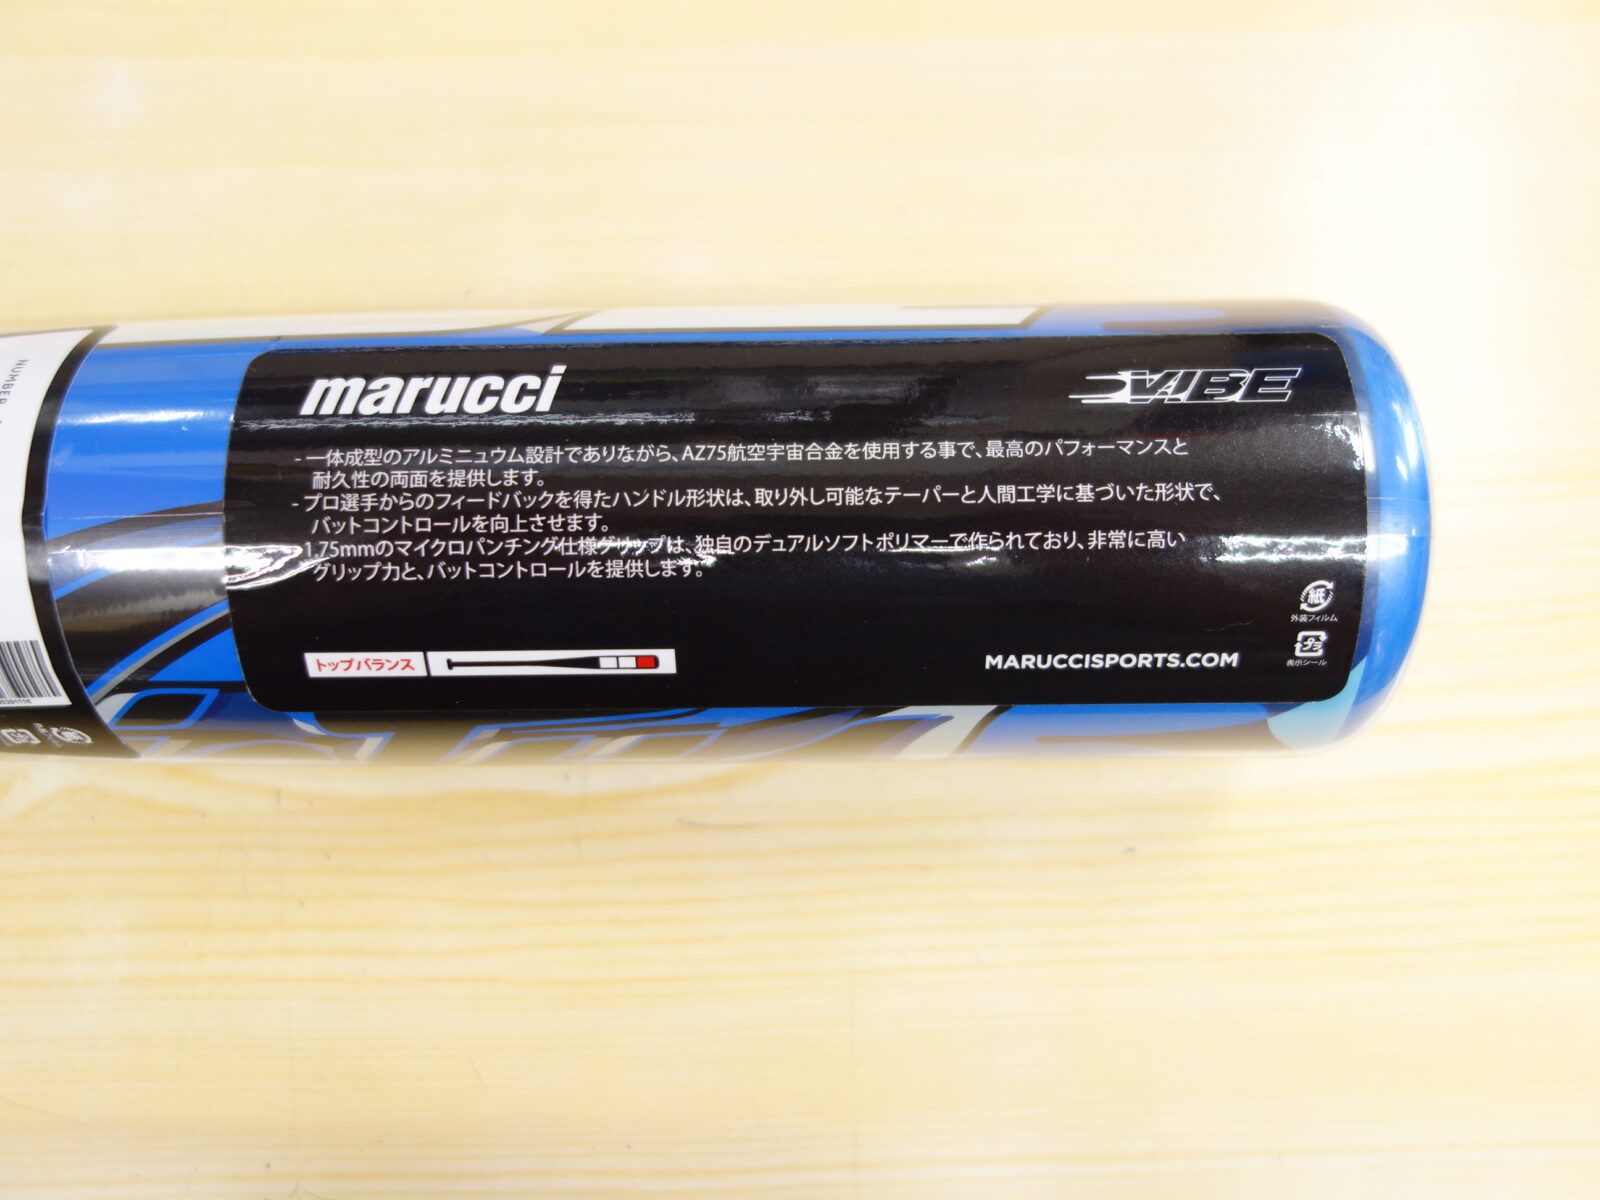 marucci
VIBE
- 一体成型のアルミニュウム設計でありながら、AZ75航空宇宙合金を使用する事で、最高のパフォーマンスと
耐久性の両面を提供します。
- プロ選手からのフィードバックを得たハンドル形状は、取り外し可能なテーパーと人間工学に基づいた形状で、
バットコントロールを向上させます。
1.75mmのマイクロパンチング仕様グリップは、独自のデュアルソフトポリマーで作られており、非常に高い
グリップ力と、バットコントロールを提供します。
紙
外装フィルム
トップバランス
MARUCCISPORTS.COM
プラ
表示シール
NUMBER